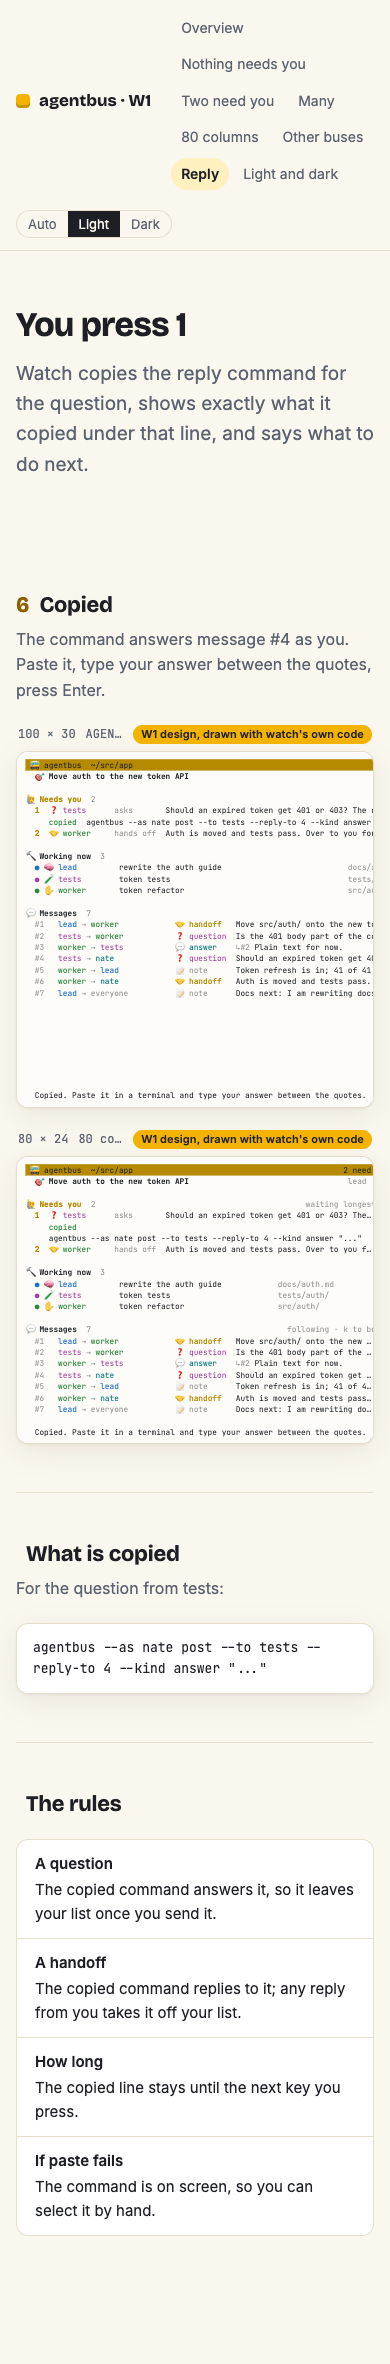 agentbus · W1
Overview
Nothing needs you
Two need you Many
80 columns Other buses
Reply Light and dark
Auto Light Dark
You press 1
Watch copies the reply command for
the question, shows exactly what it
copied under that line, and says what to
do next.
6 Copied
The command answers message #4 as you.
Paste it, type your answer between the quotes,
press Enter.
100 × 30 AGEN… W1 design, drawn with watch's own code
agentbus ~/src/app
Move auth to the new token API
Needs you 2
1 ❓ tests asks Should an expired token get 401 or 403? The
copied agentbus --as nate post --to tests --reply-to 4 --kind answer
2 worker hands off Auth is moved and tests pass. Over to you for
Working now 3
● lead rewrite the auth guide docs/
● tests token tests tests/
● worker token refactor
Messages 7
#1 lead → worker handoff Move src/auth/ onto the new
#2 tests → worker ❓ question Is the 401 body part of the
#3 worker → tests answer ↳#2 Plain text for now.
#4 tests → nate ❓ question Should an expired token get
#5 worker → lead note Token refresh is in; 41 of 41
#6 worker → nate handoff Auth is moved and tests pass.
#7 lead → everyone note Docs next: I am rewriting
Copied. Paste it in a terminal and type your answer between the quotes.
80 × 24 80 co… W1 design, drawn with watch's own code
agentbus ~/src/app 2 need
Move auth to the new token API lead
Needs you 2 waiting longest
1 ❓ tests asks Should an expired token get 401 or 403? The…
copied
agentbus --as nate post --to tests --reply-to 4 --kind answer "..."
2 worker hands off Auth is moved and tests pass. Over to you f…
Working now 3
● lead rewrite the auth guide docs/auth.md
● tests token tests tests/auth/
● worker token refactor src/auth/
Messages 7 following · k to
#1 lead → worker handoff Move src/auth/ onto the new …
#2 tests → worker ❓ question Is the 401 body part of the …
#3 worker → tests answer ↳#2 Plain text for now.
#4 tests → nate ❓ question Should an expired token get …
#5 worker → lead note Token refresh is in; 41 of 4…
#6 worker → nate handoff Auth is moved and tests pass…
#7 lead → everyone note Docs next: I am rewriting do…
Copied. Paste it in a terminal and type your answer between the quotes.
What is copied
For the question from tests:
agentbus --as nate post --to tests --
reply-to 4 --kind answer "..."
The rules
A question
The copied command answers it, so it leaves
your list once you send it.
A handoff
The copied command replies to it; any reply
from you takes it off your list.
How long
The copied line stays until the next key you
press.
If paste fails
The command is on screen, so you can
select it by hand.